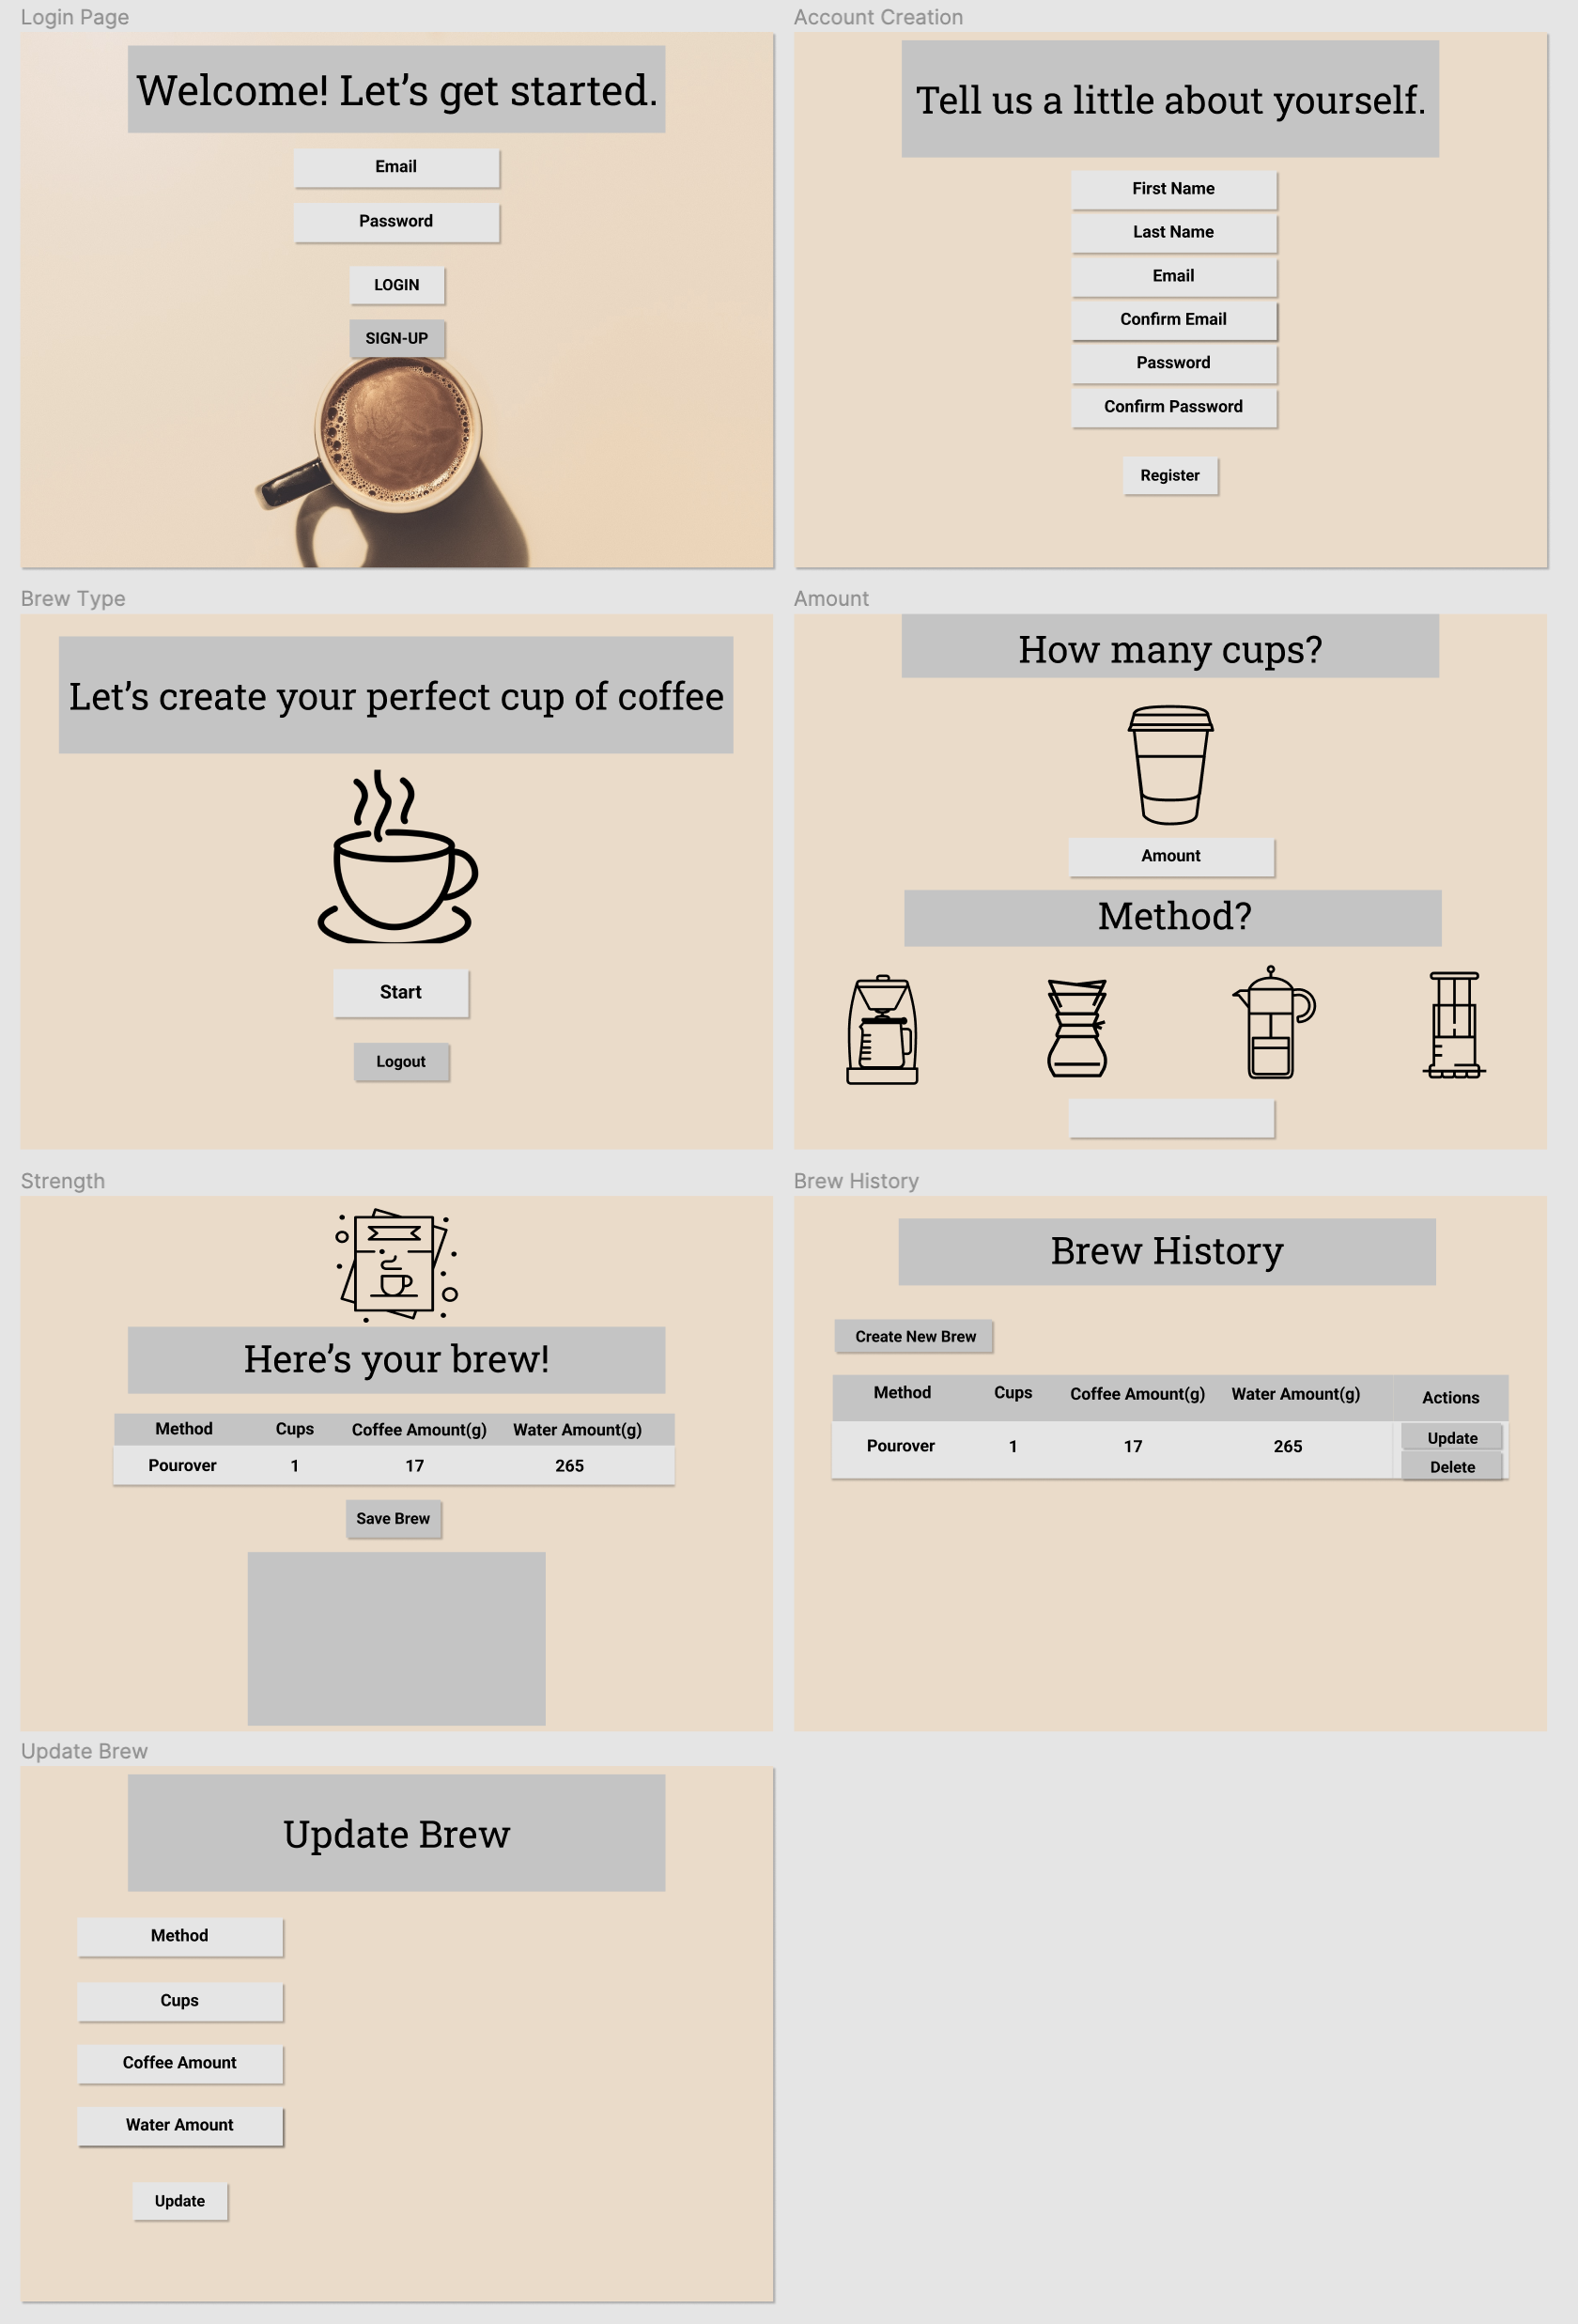 Login Page
Welcome! Let’s get started.
Email
Password
LOGIN
SIGN-UP
Account Creation
Tell us a little about yourself.
First Name
Last Name
Email
Confirm Email
Password
Confirm Password
Register
Brew Type
Let’s create your perfect cup of coffee
Start
Logout
Amount
How many cups?
Amount
Method?
Strength
Here’s your brew!
Method Cups Coffee Amount(g) Water Amount(g)
Pourover 1 17 265
Save Brew
Brew History
Brew History
Create New Brew
Method Cups Coffee Amount(g) Water Amount(g) Actions
Pourover 1 17 265 Update
Delete
Update Brew
Update Brew
Method
Cups
Coffee Amount
Water Amount
Update